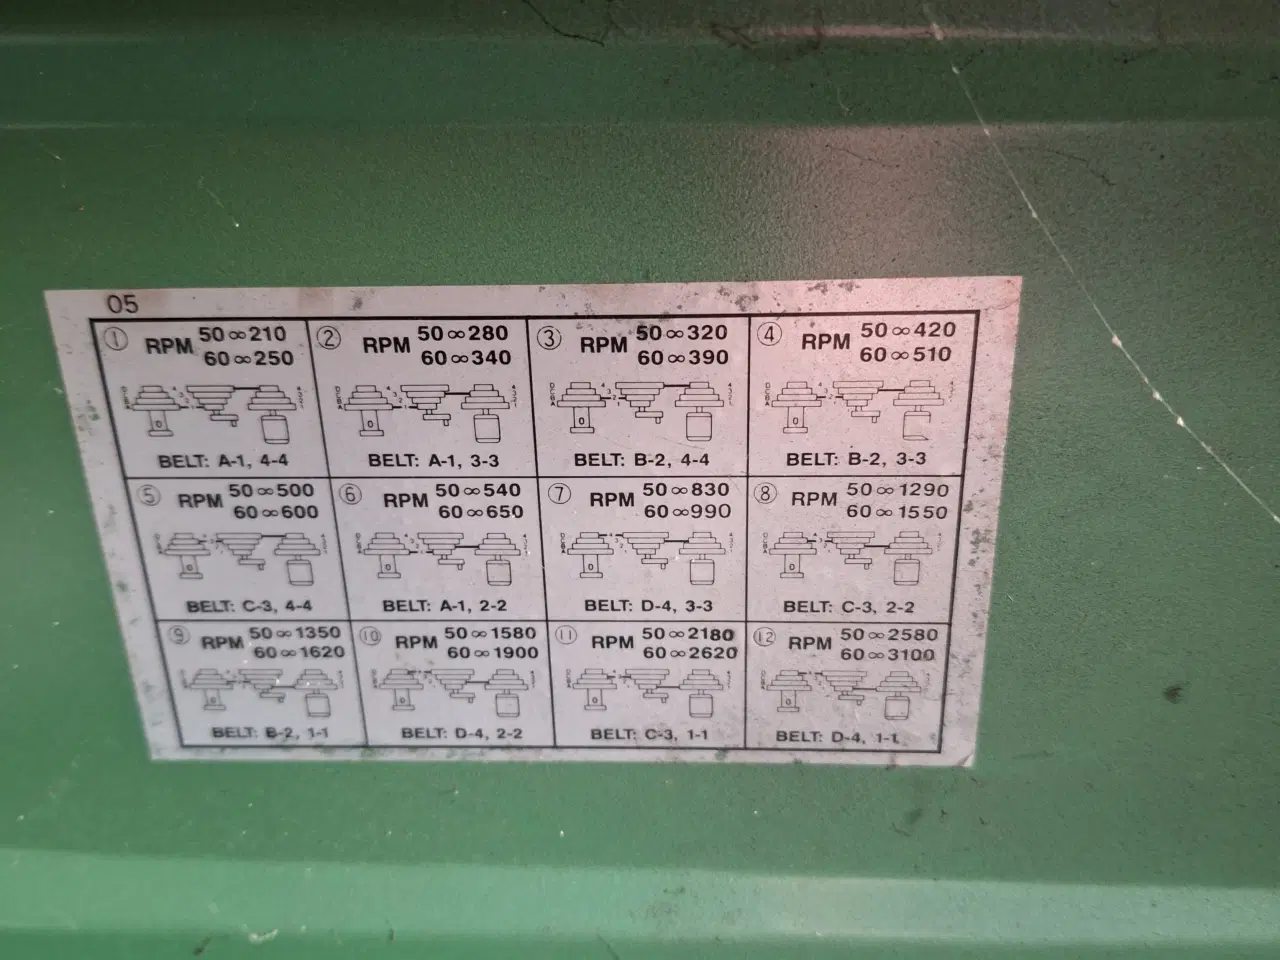 05
① RPM 50∞210
60∞250
BELT: A-1, 4-4
② RPM 50∞280
60∞340
BELT: A-1, 3-3
③ RPM 50∞320
60∞390
BELT: B-2, 4-4
④ RPM 50∞420
60∞510
BELT: B-2, 3-3
⑤ RPM 50∞500
60∞600
BELT: C-3, 4-4
⑥ RPM 50∞540
60∞650
BELT: A-1, 2-2
⑦ RPM 50∞830
60∞990
BELT: D-4, 3-3
⑧ RPM 50∞1290
60∞1550
BELT: C-3, 2-2
⑨ RPM 50∞1350
60∞1620
BELT: B-2, 1-1
⑩ RPM 50∞1580
60∞1900
BELT: D-4, 2-2
⑪ RPM 50∞2180
60∞2620
BELT: C-3, 1-1
⑫ RPM 50∞2580
60∞3100
BELT: D-4, 1-1